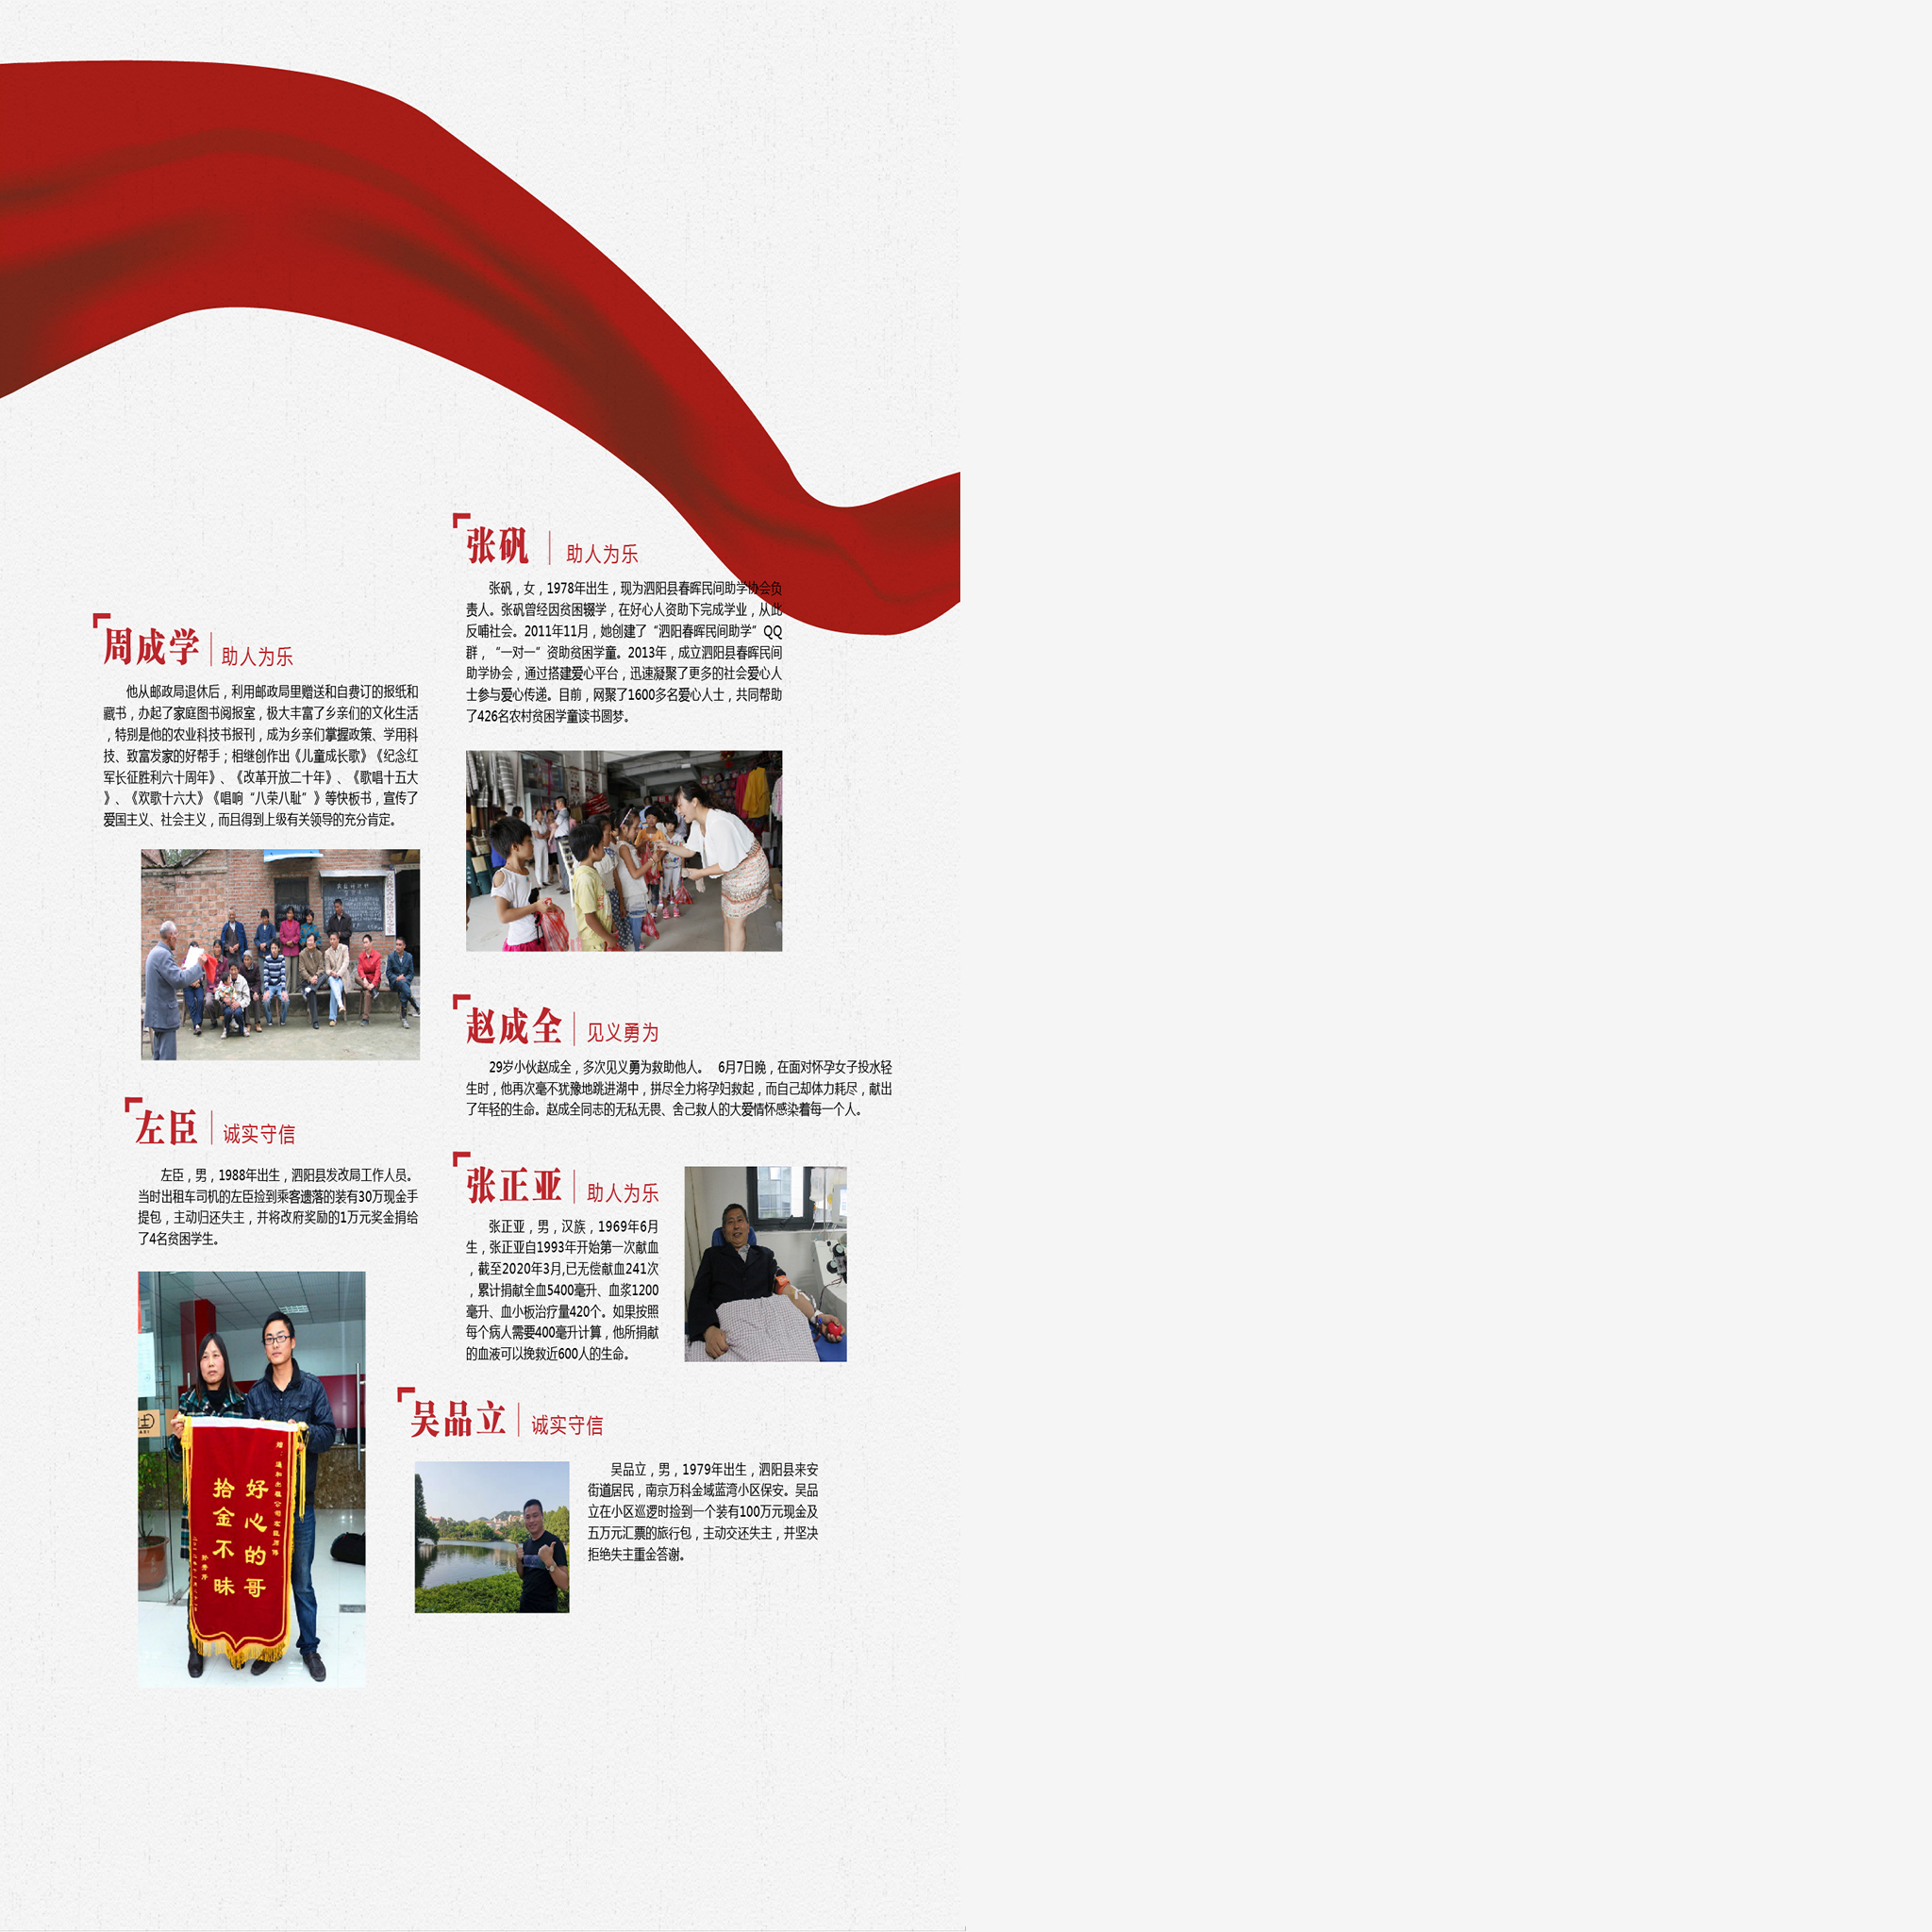 张矾 助人为乐
张矾，女，1978年出生，现为泗阳县春晖民间助学协会负
责人。张矾曾经因贫困辍学，在好心人资助下完成学业，从此
反哺社会。2011年11月，她创建了“泗阳春晖民间助学”QQ
群，“一对一”资助贫困学童。2013年，成立泗阳县春晖民间
助学协会，通过搭建爱心平台，迅速凝聚了更多的社会爱心人
士参与爱心传递。目前，网聚了1600多名爱心人士，共同帮助
了426名农村贫困学童读书圆梦。
周成学 助人为乐
他从邮政局退休后，利用邮政局里赠送和自费订的报纸和
藏书，办起了家庭图书阅报室，极大丰富了乡亲们的文化生活
，特别是他的农业科技书报刊，成为乡亲们掌握政策、学用科
技、致富发家的好帮手；相继创作出《儿童成长歌》《纪念红
军长征胜利六十周年》、《改革开放二十年》、《歌唱十五大
》、《欢歌十六大》《唱响“八荣八耻”》等快板书，宣传了
爱国主义、社会主义，而且得到上级有关领导的充分肯定。
赵成全 见义勇为
29岁小伙赵成全，多次见义勇为救助他人。 6月7日晚，在面对怀孕女子投水轻
生时，他再次毫不犹豫地跳进湖中，拼尽全力将孕妇救起，而自己却体力耗尽，献出
了年轻的生命。赵成全同志的无私无畏、舍己救人的大爱情怀感染着每一个人。
左臣 诚实守信
左臣，男，1988年出生，泗阳县发改局工作人员。
当时出租车司机的左臣捡到乘客遗落的装有30万现金手
提包，主动归还失主，并将政府奖励的1万元奖金捐给
了4名贫困学生。
好心的哥
拾金不昧
张正亚 助人为乐
张正亚，男，汉族，1969年6月
生，张正亚自1993年开始第一次献血
，截至2020年3月,已无偿献血241次
，累计捐献全血5400毫升、血浆1200
毫升、血小板治疗量420个。如果按照
每个病人需要400毫升计算，他所捐献
的血液可以挽救近600人的生命。
吴品立 诚实守信
吴品立，男，1979年出生，泗阳县来安
街道居民，南京万科金域蓝湾小区保安。吴品
立在小区巡逻时捡到一个装有100万元现金及
五万元汇票的旅行包，主动交还失主，并坚决
拒绝失主重金答谢。